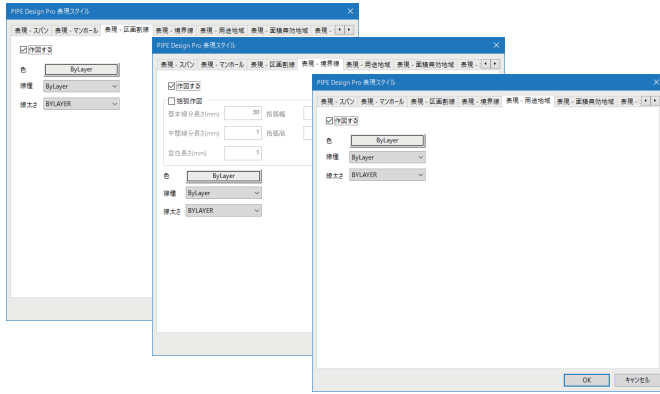 PIPE Design Pro 表現スタイル
表現 - スパン 表現 - マンホール 表現 - 区画割線 表現 - 境界線 表現 - 用途地域 表現 - 面積無効地域 表現 -
作図する
色 ByLayer
線種 ByLayer
線太さ BYLAYER
PIPE Design Pro 表現スタイル
表現 - スパン 表現 - マンホール 表現 - 区画割線 表現 - 境界線 表現 - 用途地域 表現 - 面積無効地域 表現 -
作図する
括弧作図
基本線分長さ(mm) 30 括弧幅
中間線分長さ(mm) 1 括弧高
空白長さ(mm) 1
色 ByLayer
線種 ByLayer
線太さ BYLAYER
PIPE Design Pro 表現スタイル
表現 - スパン 表現 - マンホール 表現 - 区画割線 表現 - 境界線 表現 - 用途地域 表現 - 面積無効地域 表現 -
作図する
色 ByLayer
線種 ByLayer
線太さ BYLAYER
OK キャンセル